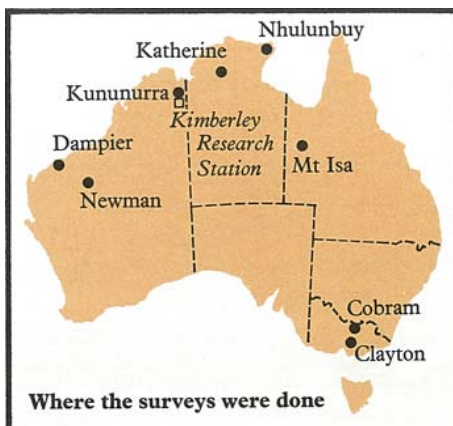 Nhulunbuy
Katherine
Kununurra
Kimberley
Research
Station
Dampier
Mt Isa
Newman
Cobram
Clayton
Where the surveys were done